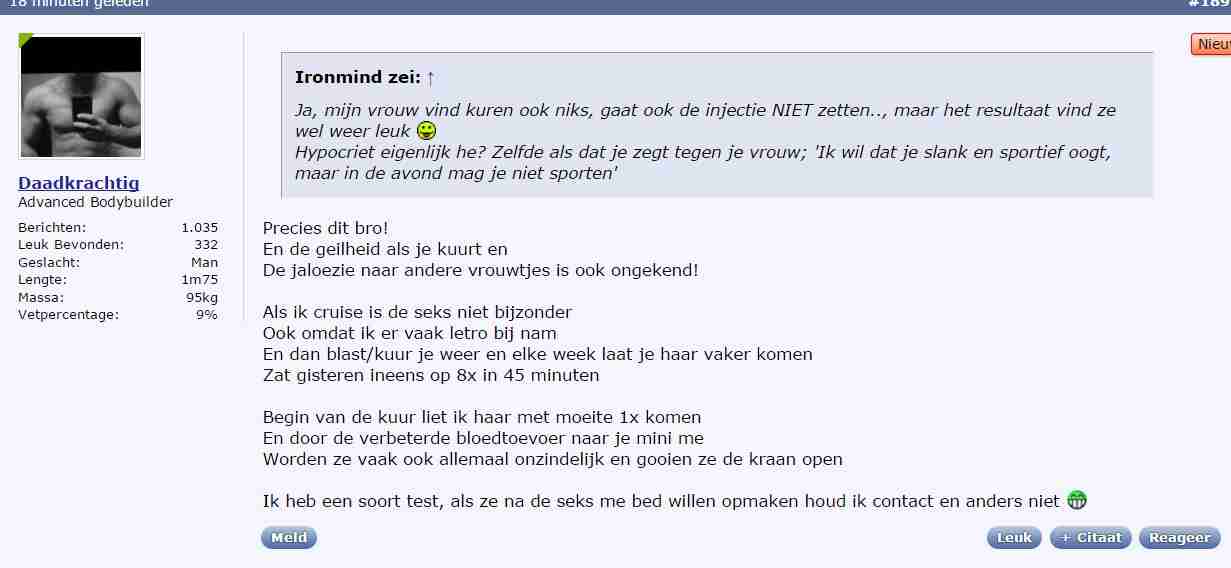 18 minuten geleden
#189
Nieu
Ironmind zei: ↑
Ja, mijn vrouw vind kuren ook niks, gaat ook de injectie NIET zetten.., maar het resultaat vind ze
wel weer leuk
Hypocriet eigenlijk he? Zelfde als dat je zegt tegen je vrouw; 'Ik wil dat je slank en sportief oogt,
maar in de avond mag je niet sporten'
Daadkrachtig
Advanced Bodybuilder
Berichten: 1.035
Leuk Bevonden: 332
Geslacht: Man
Lengte: 1m75
Massa: 95kg
Vetpercentage: 9%
Precies dit bro!
En de geilheid als je kuurt en
De jaloezie naar andere vrouwtjes is ook ongekend!
Als ik cruise is de seks niet bijzonder
Ook omdat ik er vaak letro bij nam
En dan blast/kuur je weer en elke week laat je haar vaker komen
Zat gisteren ineens op 8x in 45 minuten
Begin van de kuur liet ik haar met moeite 1x komen
En door de verbeterde bloedtoevoer naar je mini me
Worden ze vaak ook allemaal onzindelijk en gooien ze de kraan open
Ik heb een soort test, als ze na de seks me bed willen opmaken houd ik contact en anders niet
Meld
Leuk
+ Citaat
Reageer